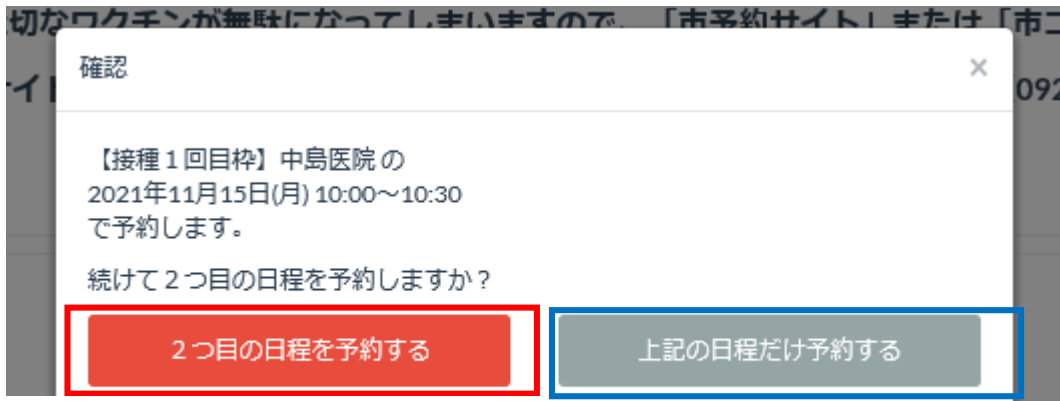 切なワクチンが無駄になってしまいますので、「市予約サイト」または「市コ
確認
×
サイト
092
【接種１回目枠】中島医院 の
2021年11月15日(月) 10:00～10:30
で予約します。
続けて２つ目の日程を予約しますか？
２つ目の日程を予約する
上記の日程だけ予約する